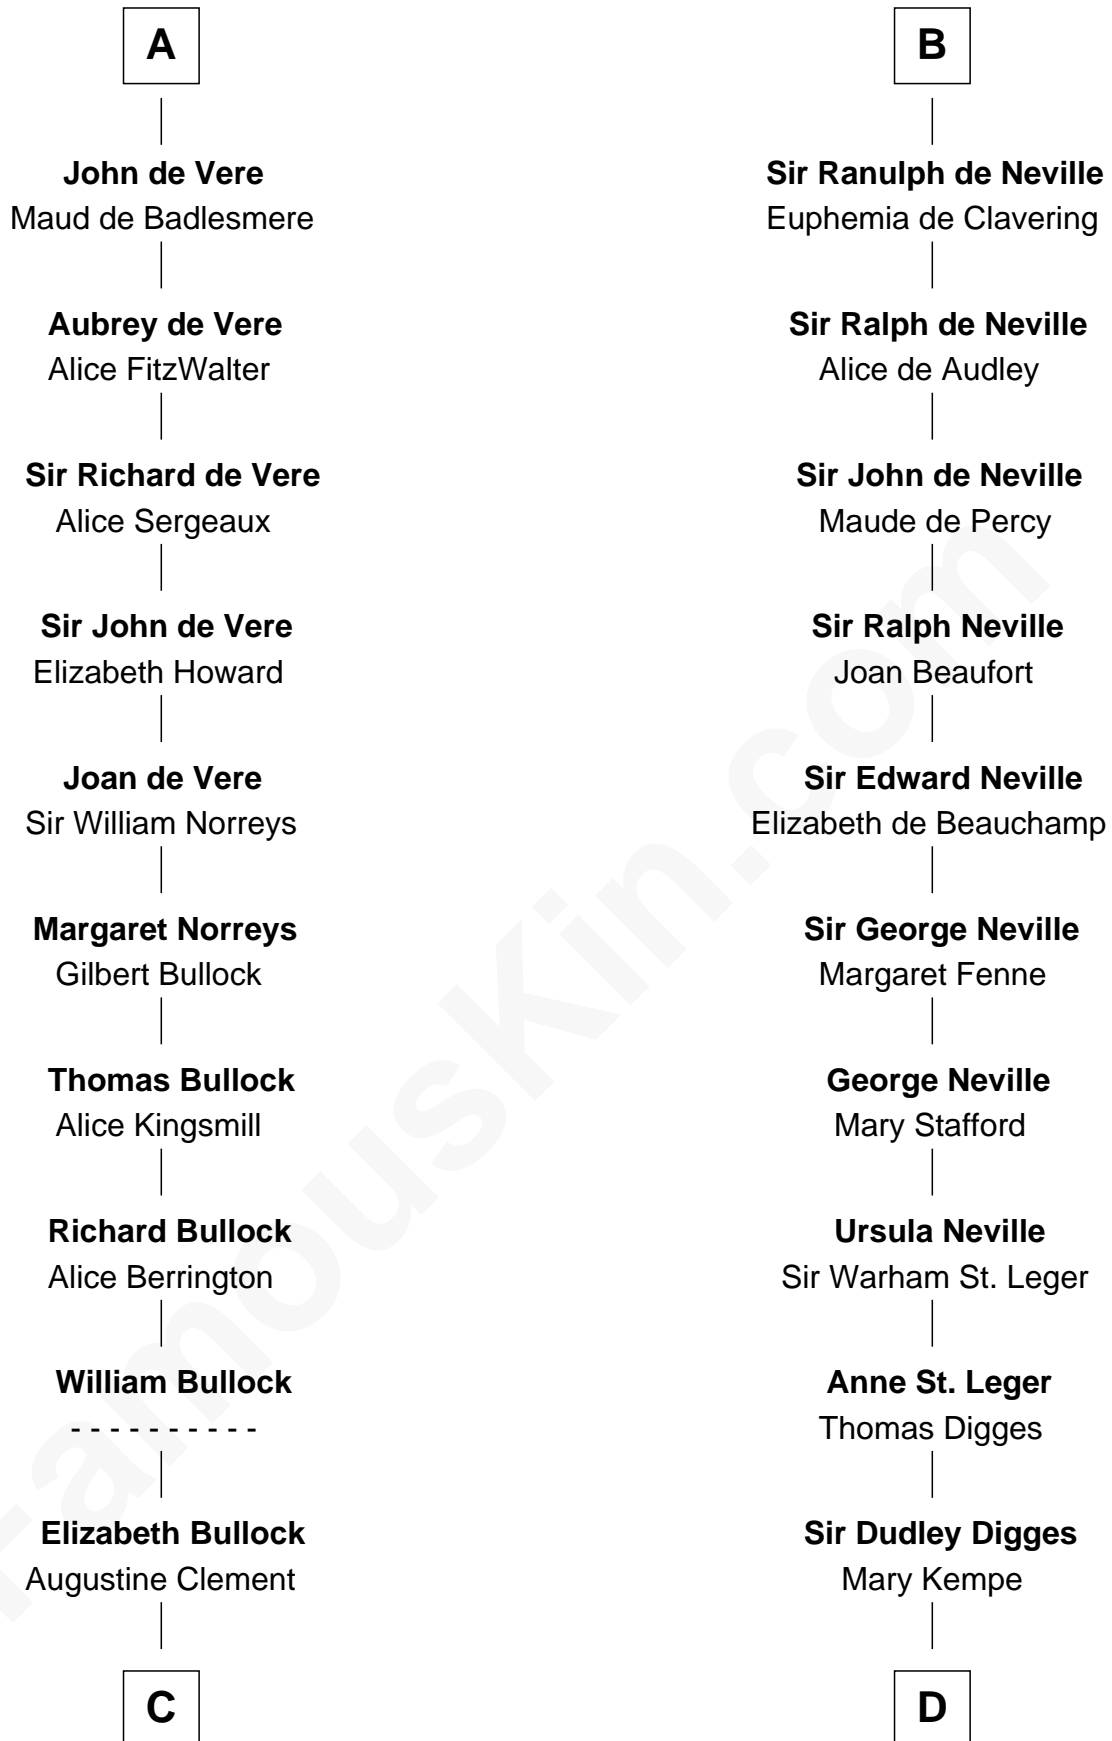 A
John de Vere
Maud de Badlesmere
Aubrey de Vere
Alice FitzWalter
Sir Richard de Vere
Alice Sergeaux
Sir John de Vere
Elizabeth Howard
Joan de Vere
Sir William Norreys
Margaret Norreys
Gilbert Bullock
Thomas Bullock
Alice Kingsmill
Richard Bullock
Alice Berrington
William Bullock
- - - - - - - - - -
Elizabeth Bullock
Augustine Clement
C
B
Sir Ranulph de Neville
Euphemia de Clavering
Sir Ralph de Neville
Alice de Audley
Sir John de Neville
Maude de Percy
Sir Ralph Neville
Joan Beaufort
Sir Edward Neville
Elizabeth de Beauchamp
Sir George Neville
Margaret Fenne
George Neville
Mary Stafford
Ursula Neville
Sir Warham St. Leger
Anne St. Leger
Thomas Digges
Sir Dudley Digges
Mary Kempe
D
FamousKin.com